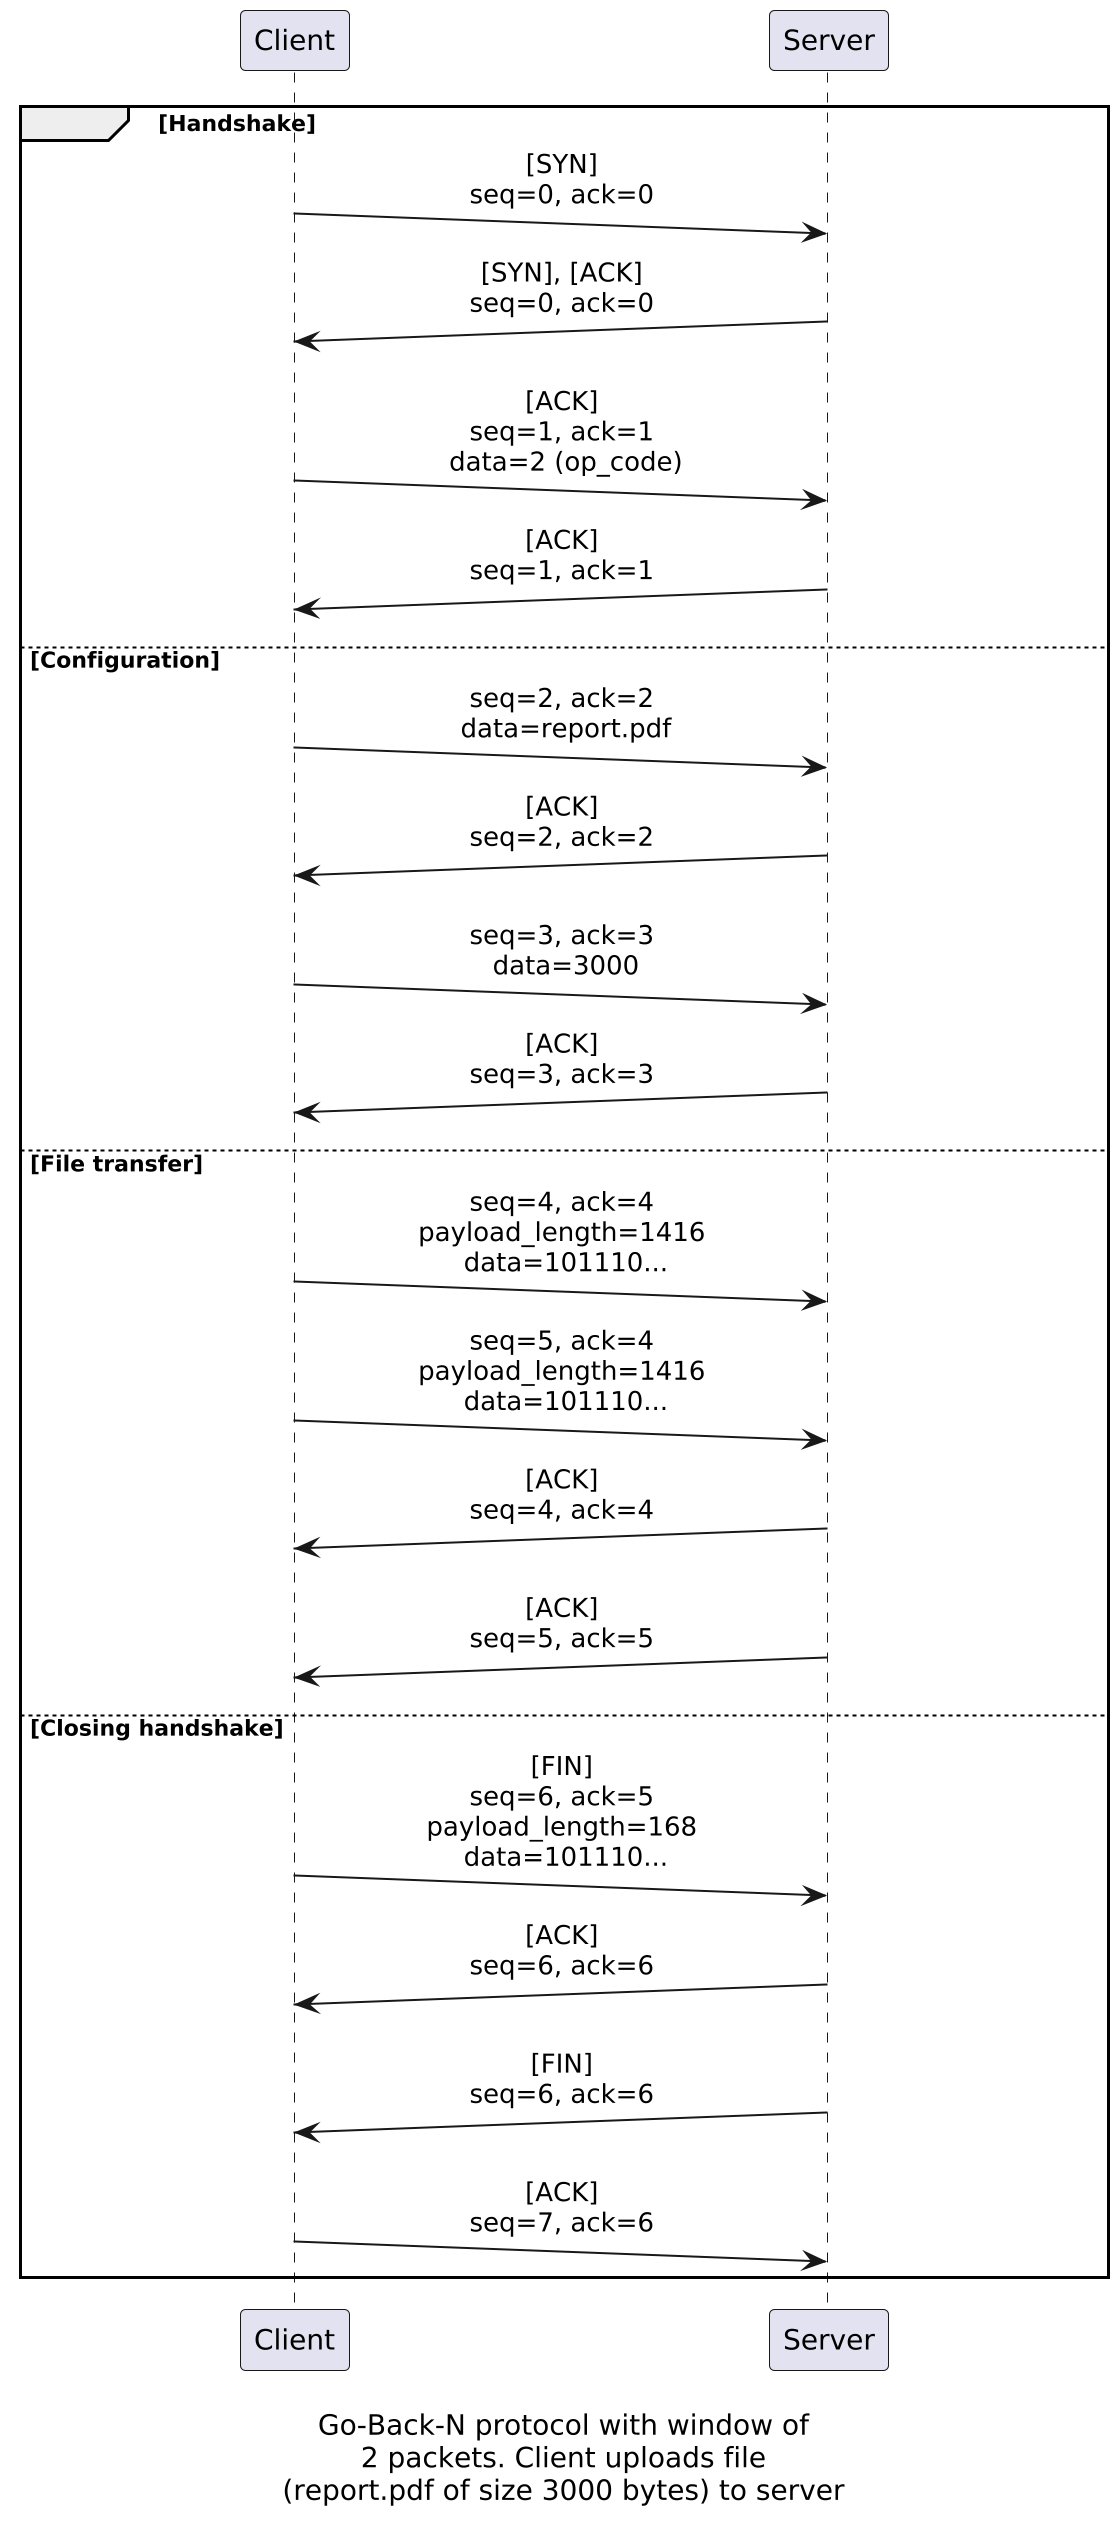 Client
Server
[Handshake]
[SYN]
seq=0, ack=0
[SYN], [ACK]
seq=0, ack=0
[ACK]
seq=1, ack=1
data=2 (op_code)
[ACK]
seq=1, ack=1
[Configuration]
seq=2, ack=2
data=report.pdf
[ACK]
seq=2, ack=2
seq=3, ack=3
data=3000
[ACK]
seq=3, ack=3
[File transfer]
seq=4, ack=4
payload_length=1416
data=101110...
seq=5, ack=4
payload_length=1416
data=101110...
[ACK]
seq=4, ack=4
[ACK]
seq=5, ack=5
[Closing handshake]
[FIN]
seq=6, ack=5
payload_length=168
data=101110...
[ACK]
seq=6, ack=6
[FIN]
seq=6, ack=6
[ACK]
seq=7, ack=6
Client
Server
Go-Back-N protocol with window of
2 packets. Client uploads file
(report.pdf of size 3000 bytes) to server